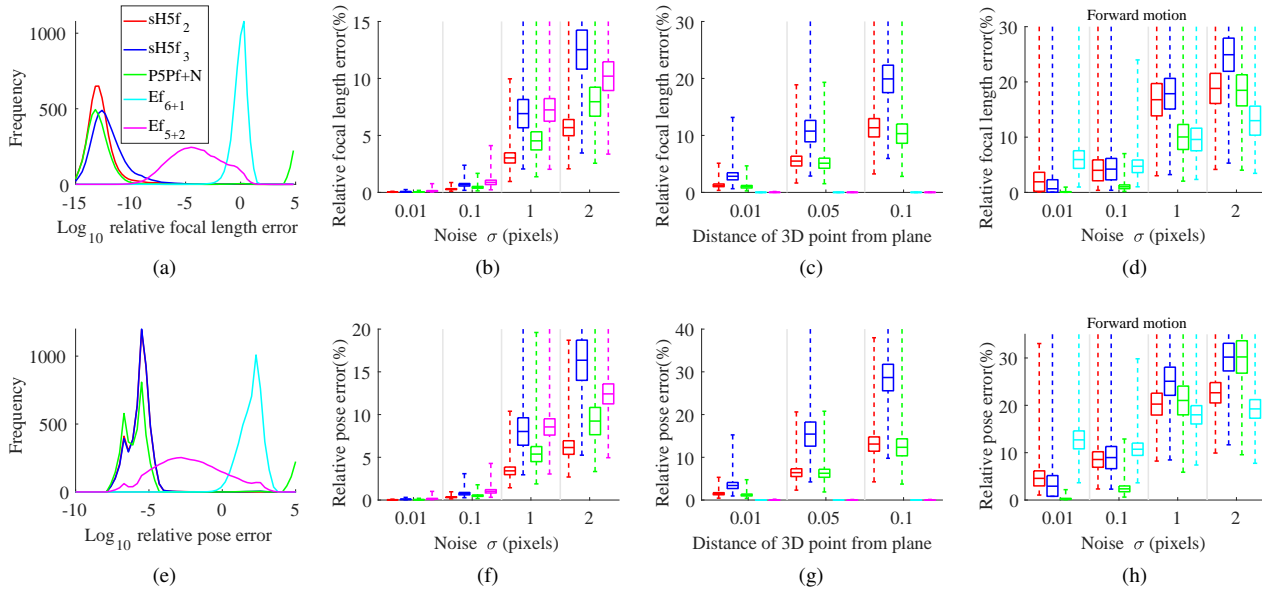 Frequency
1000
500
0
-15
-10
-5
0
5
Log10 relative focal length error
sH5f2
sH5f3
P5Pf+N
Ef6+1
Ef5+2
(a)
Relative focal length error(%)
15
10
5
0
0.01
0.1
1
2
Noise σ (pixels)
(b)
Relative focal length error(%)
30
20
10
0
0.01
0.05
0.1
Distance of 3D point from plane
(c)
Forward motion
Relative focal length error(%)
30
20
10
0
0.01
0.1
1
2
Noise σ (pixels)
(d)
Frequency
1000
500
0
-10
-5
0
5
Log10 relative pose error
(e)
Relative pose error(%)
20
15
10
5
0
0.01
0.1
1
2
Noise σ (pixels)
(f)
Relative pose error(%)
40
30
20
10
0
0.01
0.05
0.1
Distance of 3D point from plane
(g)
Forward motion
Relative pose error(%)
30
20
10
0
0.01
0.1
1
2
Noise σ (pixels)
(h)